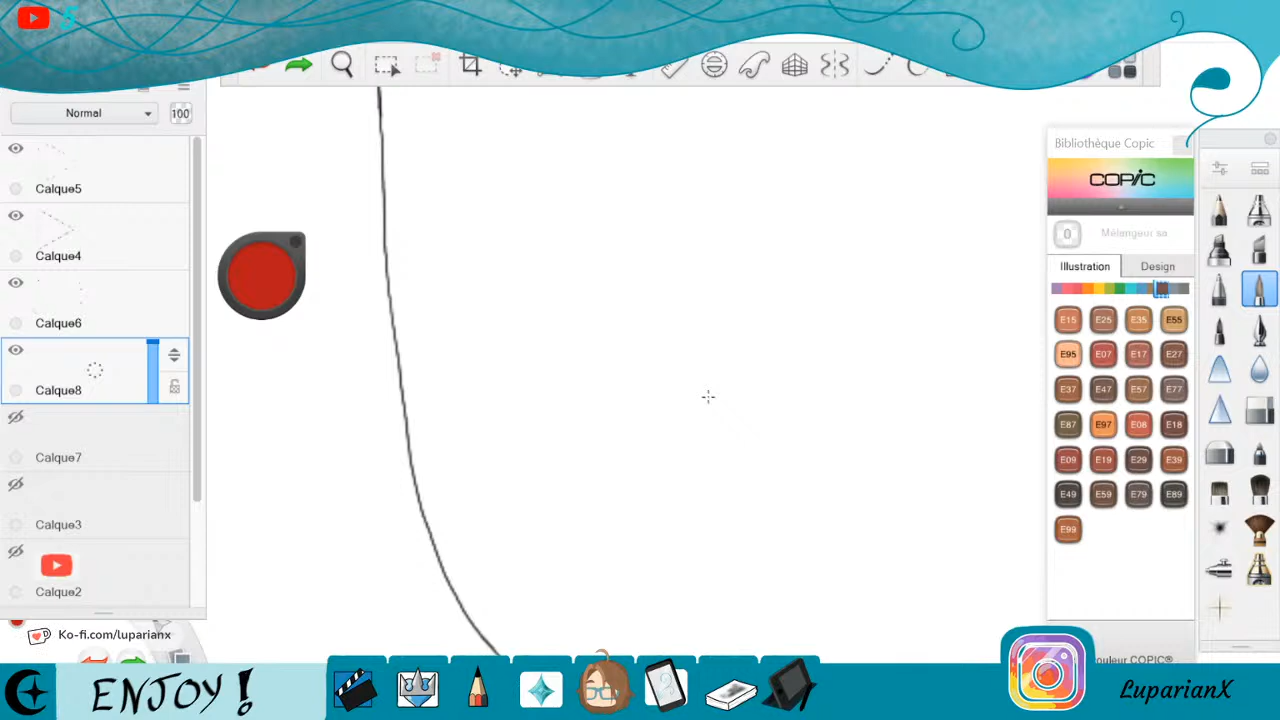 5
Normal
100
Calque5
Calque4
Calque6
Calque8
Calque7
Calque3
Calque2
Ko-fi.com/luparianx
Bibliothèque Copic
COPIC
0
Mélangeur sa
Illustration
Design
E15
E25
E35
E55
E95
E07
E17
E27
E37
E47
E57
E77
E87
E97
E08
E18
E09
E19
E29
E39
E49
E59
E79
E89
E99
ouleur COPIC®
ENJOY !
LuparianX